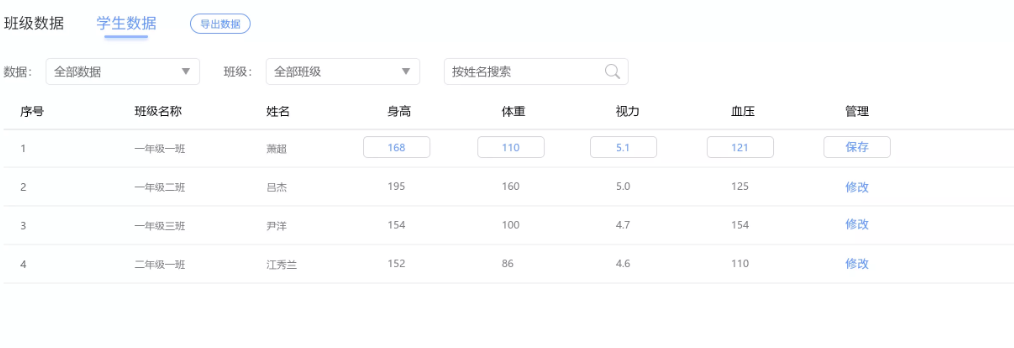 班级数据 学生数据 导出数据
数据： 全部数据 班级： 全部班级 按姓名搜索
序号 班级名称 姓名 身高 体重 视力 血压 管理
1 一年级一班 萧超 168 110 5.1 121 保存
2 一年级二班 吕杰 195 160 5.0 125 修改
3 一年级三班 尹洋 154 100 4.7 154 修改
4 二年级一班 江秀兰 152 86 4.6 110 修改